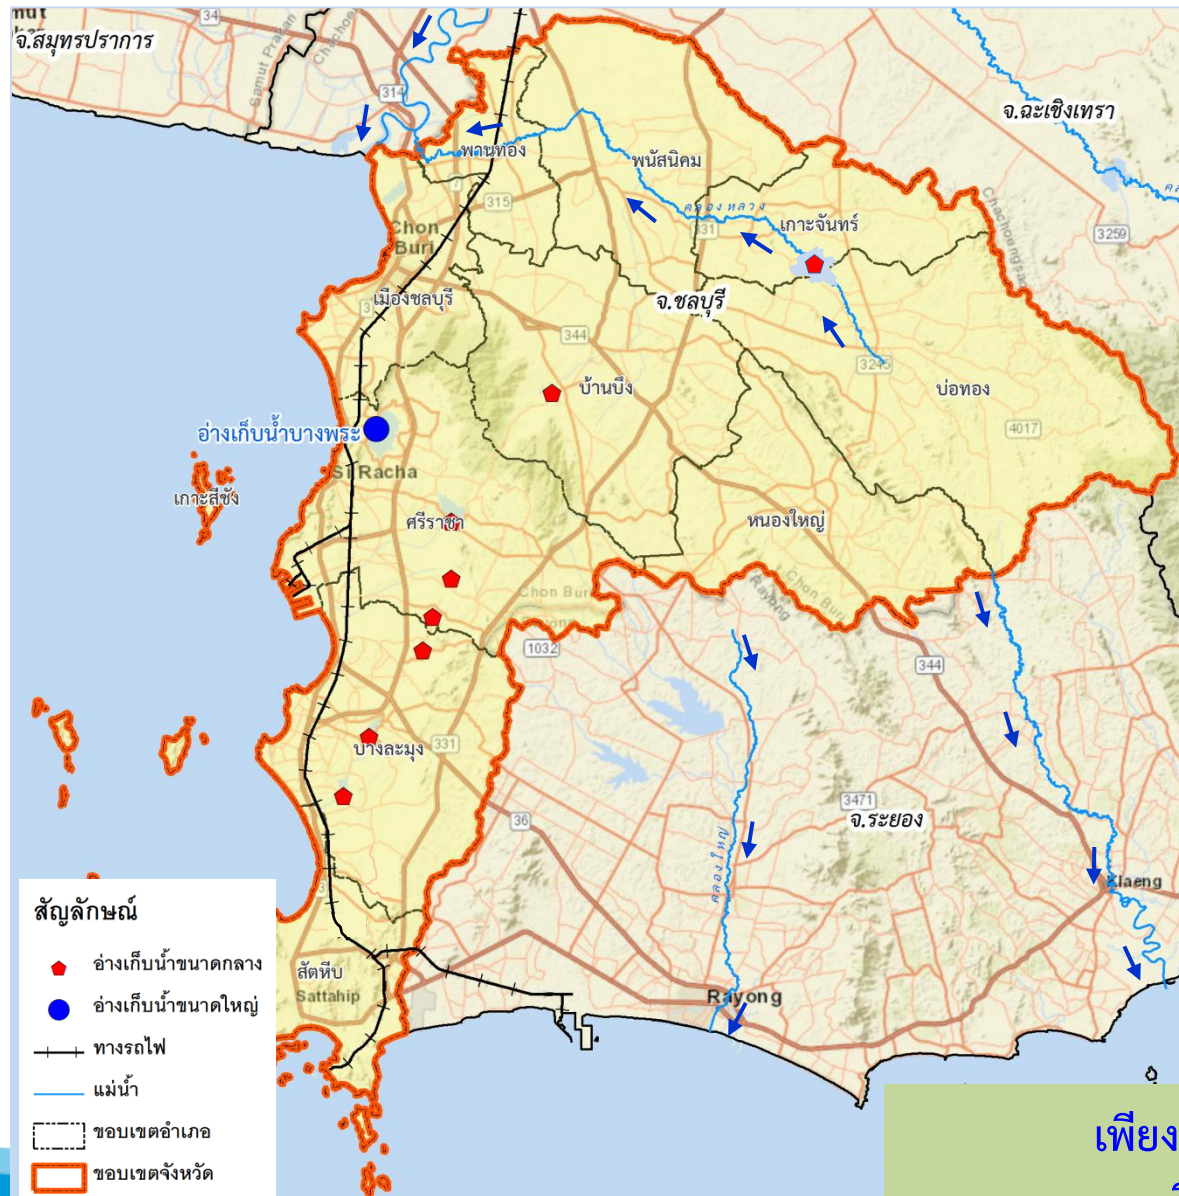 34
จ.สมุทรปราการ
Samut Prakan
314
จ.ฉะเชิงเทรา
พานทอง
พนัสนิคม
7
315
คลองหลวง
331
เกาะจันทร์
3259
Chon
Buri
เมืองชลบุรี
จ.ชลบุรี
344
3245
บ้านบึง
บ่อทอง
4017
อ่างเก็บน้ำบางพระ
Si Racha
เกาะสีชัง
ศรีราชา
หนองใหญ่
Chon Buri
Rayong
Chon Buri
Rayong
1032
344
บางละมุง
331
36
3471
จ.ระยอง
คลองใหญ่
Klaeng
สัตหีบ
Sattahip
Rayong
สัญลักษณ์
อ่างเก็บน้ำขนาดกลาง
อ่างเก็บน้ำขนาดใหญ่
ทางรถไฟ
แม่น้ำ
ขอบเขตอำเภอ
ขอบเขตจังหวัด
เพียง